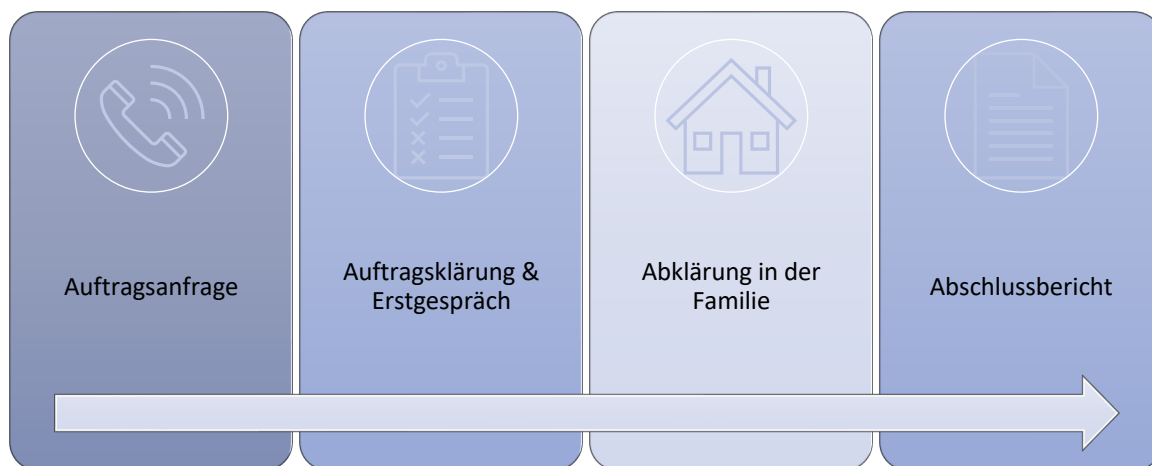 Auftragsanfrage
Auftragsklärung &
Erstgespräch
Abklärung in der
Familie
Abschlussbericht